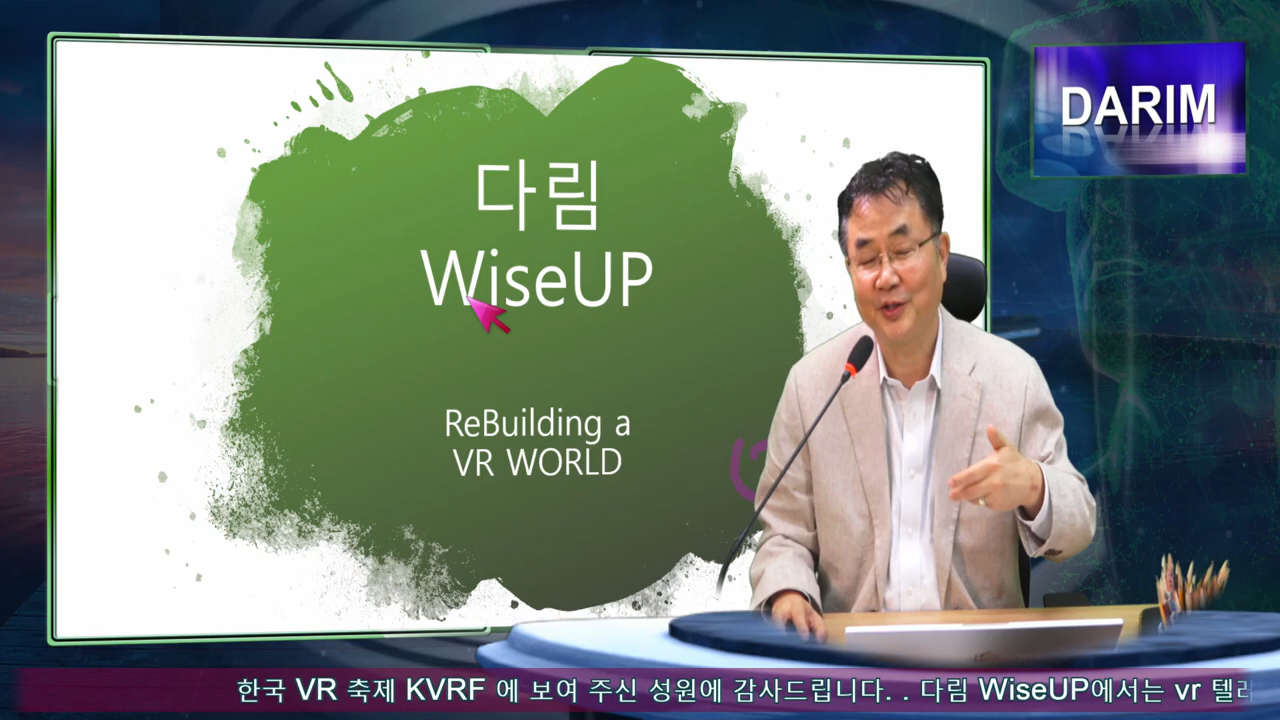 DARIM
다림
WiseUP
ReBuilding a
VR WORLD
한국 VR 축제 KVRF 에 보여 주신 성원에 감사드립니다. . 다림 WiseUP에서는 vr